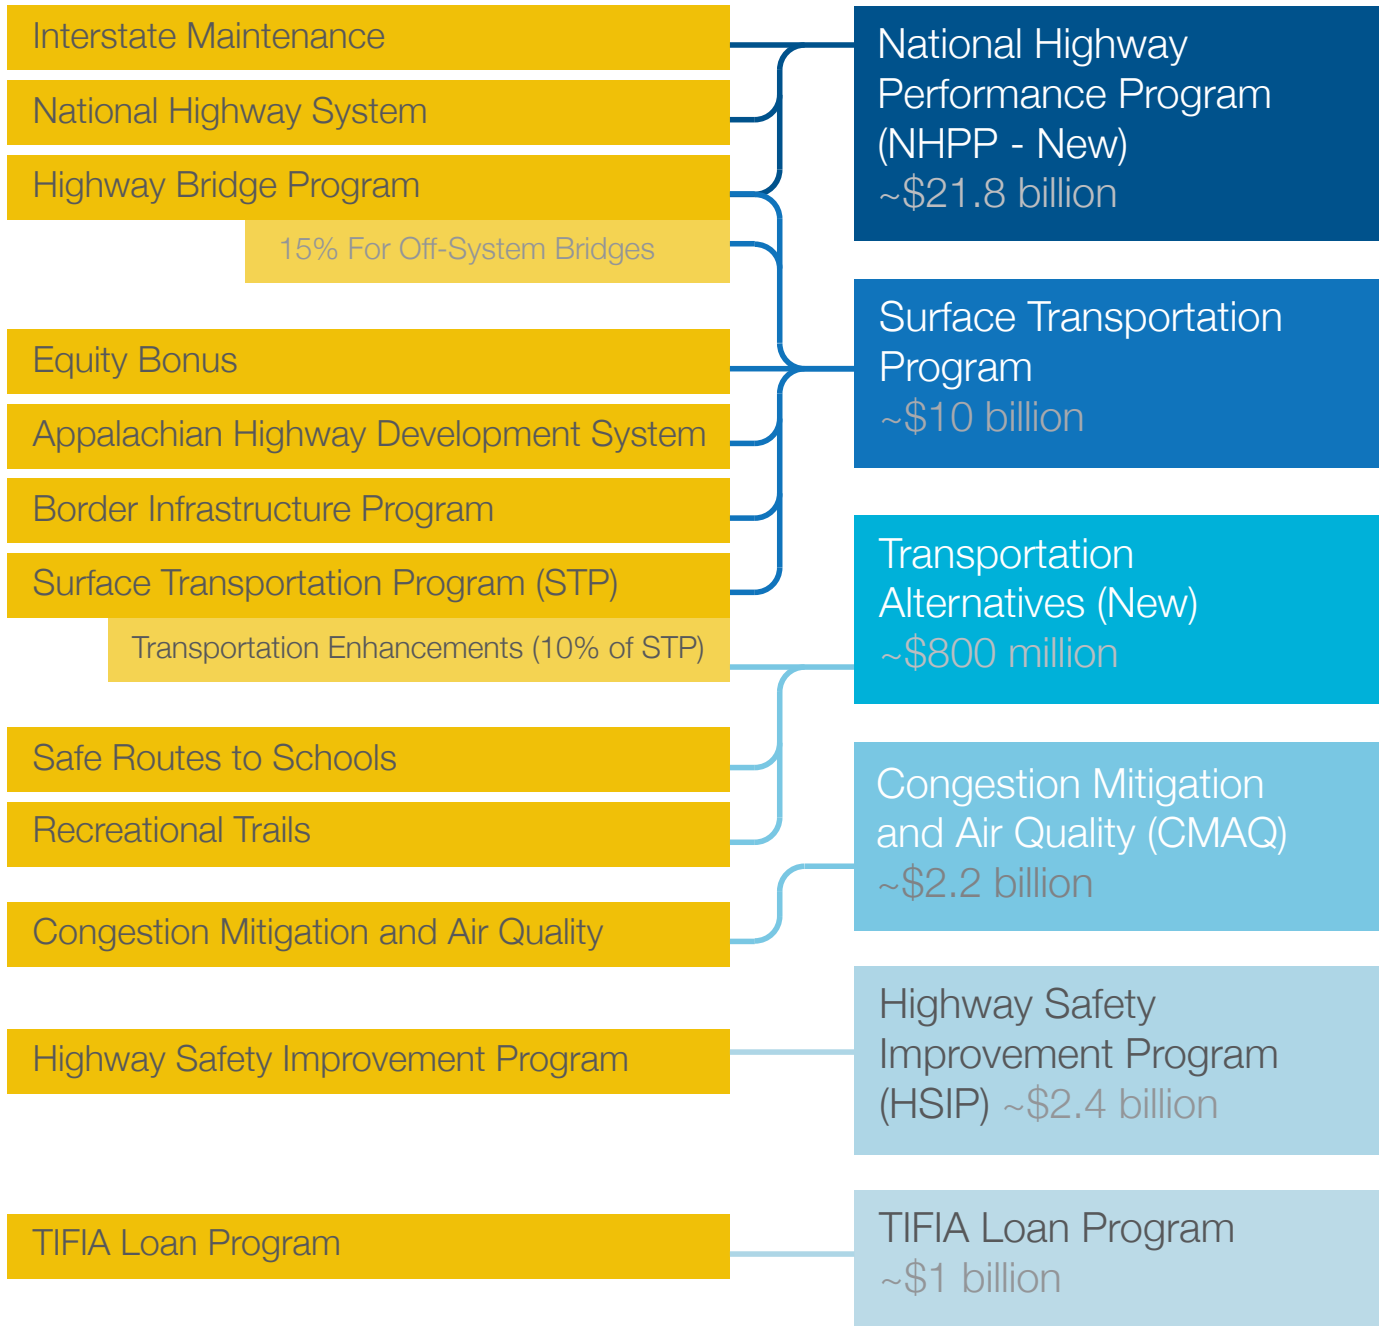 Interstate Maintenance
National Highway System
Highway Bridge Program
15% For Off-System Bridges
Equity Bonus
Appalachian Highway Development System
Border Infrastructure Program
Surface Transportation Program (STP)
Transportation Enhancements (10% of STP)
Safe Routes to Schools
Recreational Trails
Congestion Mitigation and Air Quality
Highway Safety Improvement Program
TIFIA Loan Program
National Highway
Performance Program
(NHPP - New)
~$21.8 billion
Surface Transportation
Program
~$10 billion
Transportation
Alternatives (New)
~$800 million
Congestion Mitigation
and Air Quality (CMAQ)
~$2.2 billion
Highway Safety
Improvement Program
(HSIP) ~$2.4 billion
TIFIA Loan Program
~$1 billion